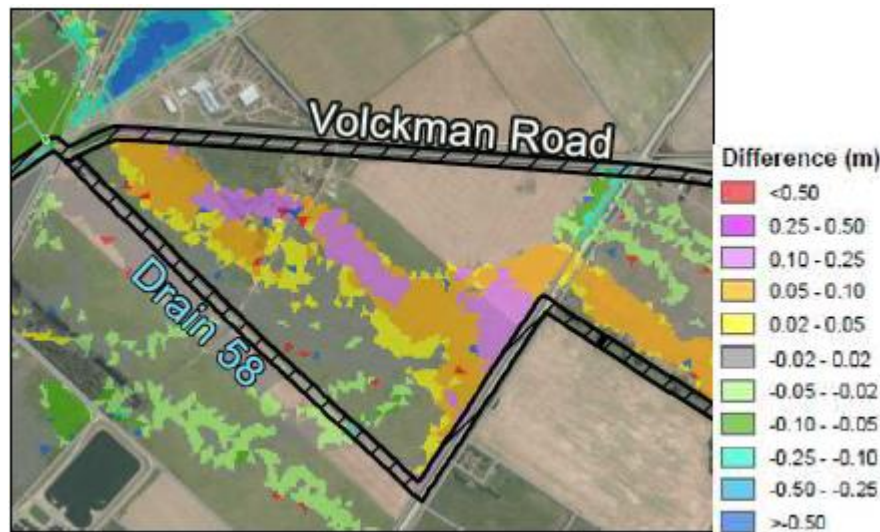 Volckman Road
Drain 58
Difference (m)
<0.50
0.25 - 0.50
0.10 - 0.25
0.05 - 0.10
0.02 - 0.05
-0.02 - 0.02
-0.05 - -0.02
-0.10 - -0.05
-0.25 - -0.10
-0.50 - -0.25
>-0.50